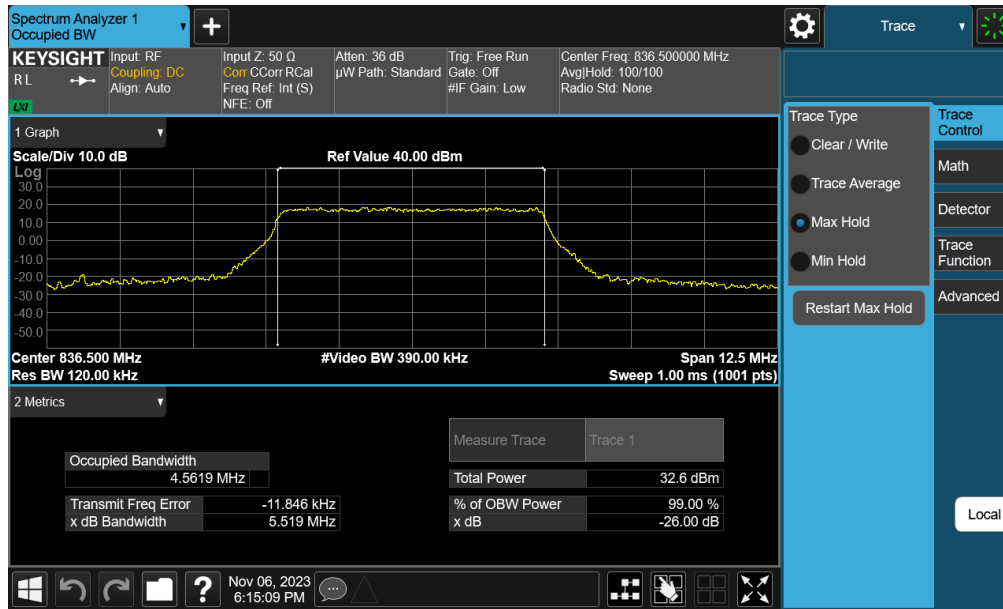 Spectrum Analyzer 1
Occupied BW
Trace
KEYSIGHT
R L
LXI
Input: RF
Coupling: DC
Align: Auto
Input Z: 50 Ω
Corr CCorr RCal
Freq Ref: Int (S)
NFE: Off
Atten: 36 dB
µW Path: Standard
Trig: Free Run
Gate: Off
#IF Gain: Low
Center Freq: 836.500000 MHz
Avg|Hold: 100/100
Radio Std: None
1 Graph
Scale/Div 10.0 dB
Ref Value 40.00 dBm
Log
30.0
20.0
10.0
0.00
-10.0
-20.0
-30.0
-40.0
-50.0
Center 836.500 MHz
#Video BW 390.00 kHz
Span 12.5 MHz
Res BW 120.00 kHz
Sweep 1.00 ms (1001 pts)
2 Metrics
Measure Trace
Trace 1
Occupied Bandwidth
4.5619 MHz
Total Power
32.6 dBm
Transmit Freq Error
-11.846 kHz
% of OBW Power
99.00 %
x dB Bandwidth
5.519 MHz
x dB
-26.00 dB
Trace Type
Clear / Write
Trace Average
Max Hold
Min Hold
Restart Max Hold
Trace
Control
Math
Detector
Trace
Function
Advanced
Local
?
Nov 06, 2023
6:15:09 PM